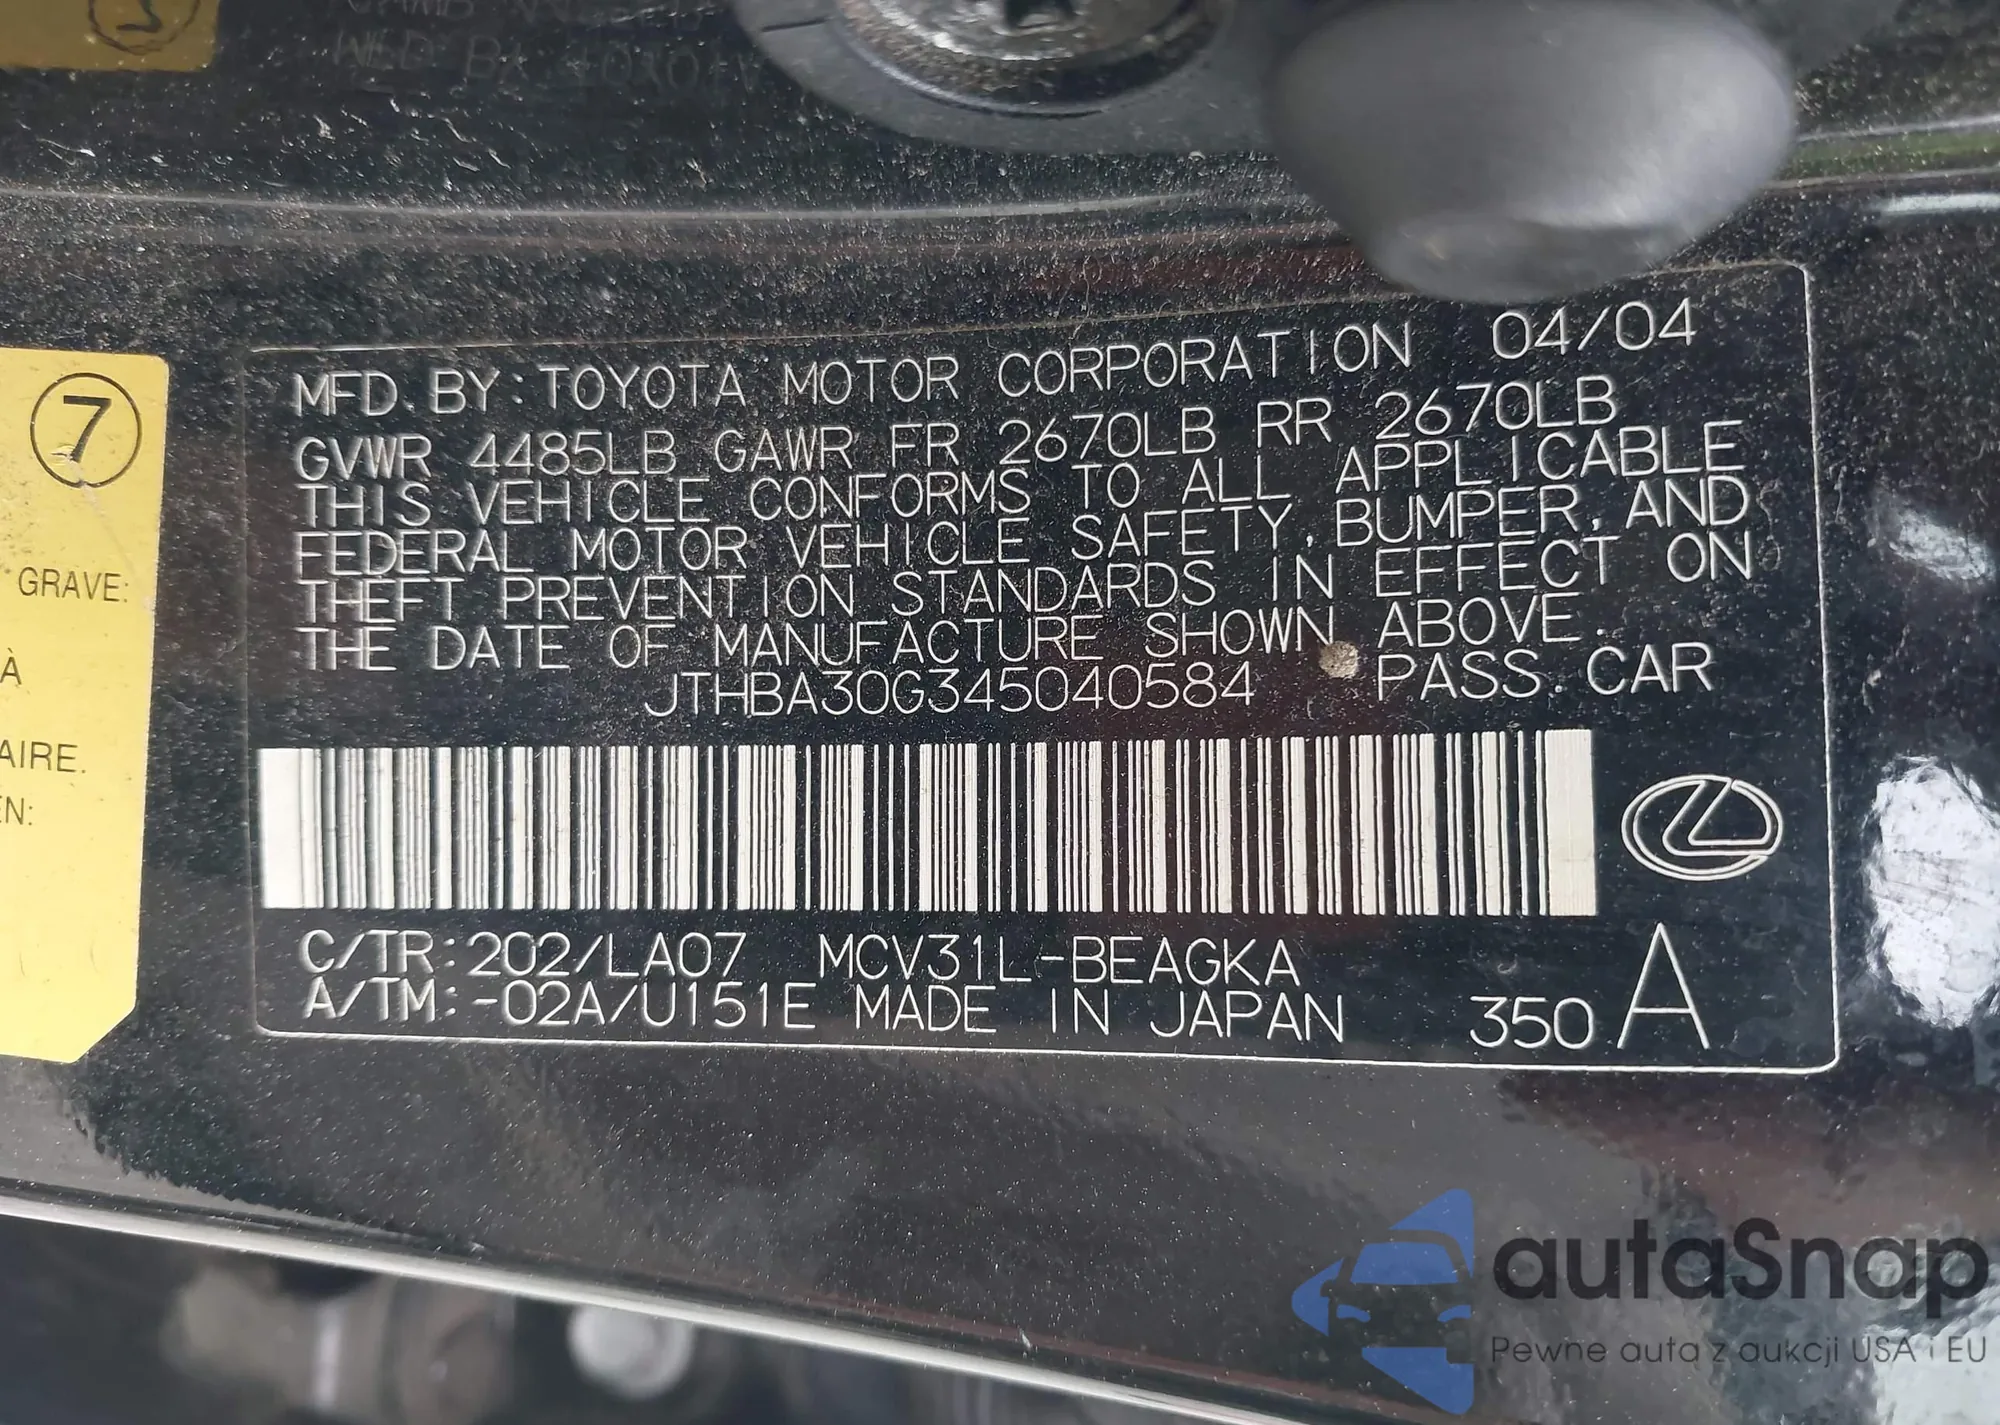 7
GRAVE:
À
AIRE.
EN:
MFD. BY: TOYOTA MOTOR CORPORATION 04/04
GVWR 4485LB GAWR FR 2670LB RR 2670LB
THIS VEHICLE CONFORMS TO ALL APPLICABLE
FEDERAL MOTOR VEHICLE SAFETY, BUMPER, AND
THEFT PREVENTION STANDARDS IN EFFECT ON
THE DATE OF MANUFACTURE SHOWN ABOVE.
JTHBA30G345040584 PASS. CAR
C/TR: 202/LA07 MCV31L-BEAGKA
A/TM: -02A/U151E MADE IN JAPAN 350 A
autaSnap
Pewne auta z aukcji USA i EU